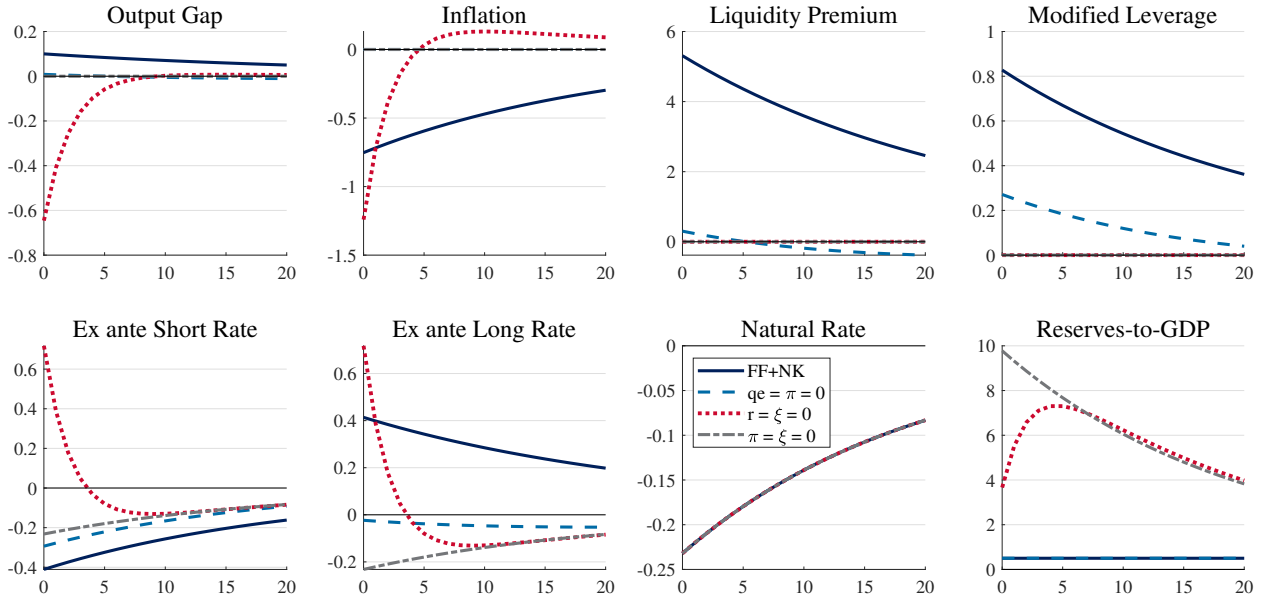 Output Gap
Inflation
Liquidity Premium
Modified Leverage
0.2
0
-0.2
-0.4
-0.6
-0.8
0 5 10 15 20
0
-0.5
-1
-1.5
0 5 10 15 20
6
4
2
0
0 5 10 15 20
1
0.8
0.6
0.4
0.2
0
0 5 10 15 20
Ex ante Short Rate
Ex ante Long Rate
Natural Rate
Reserves-to-GDP
0.6
0.4
0.2
0
-0.2
-0.4
0 5 10 15 20
0.6
0.4
0.2
0
-0.2
0 5 10 15 20
0
-0.05
-0.1
-0.15
-0.2
-0.25
0 5 10 15 20
FF+NK
qe = π = 0
r = ξ = 0
π = ξ = 0
10
8
6
4
2
0
0 5 10 15 20